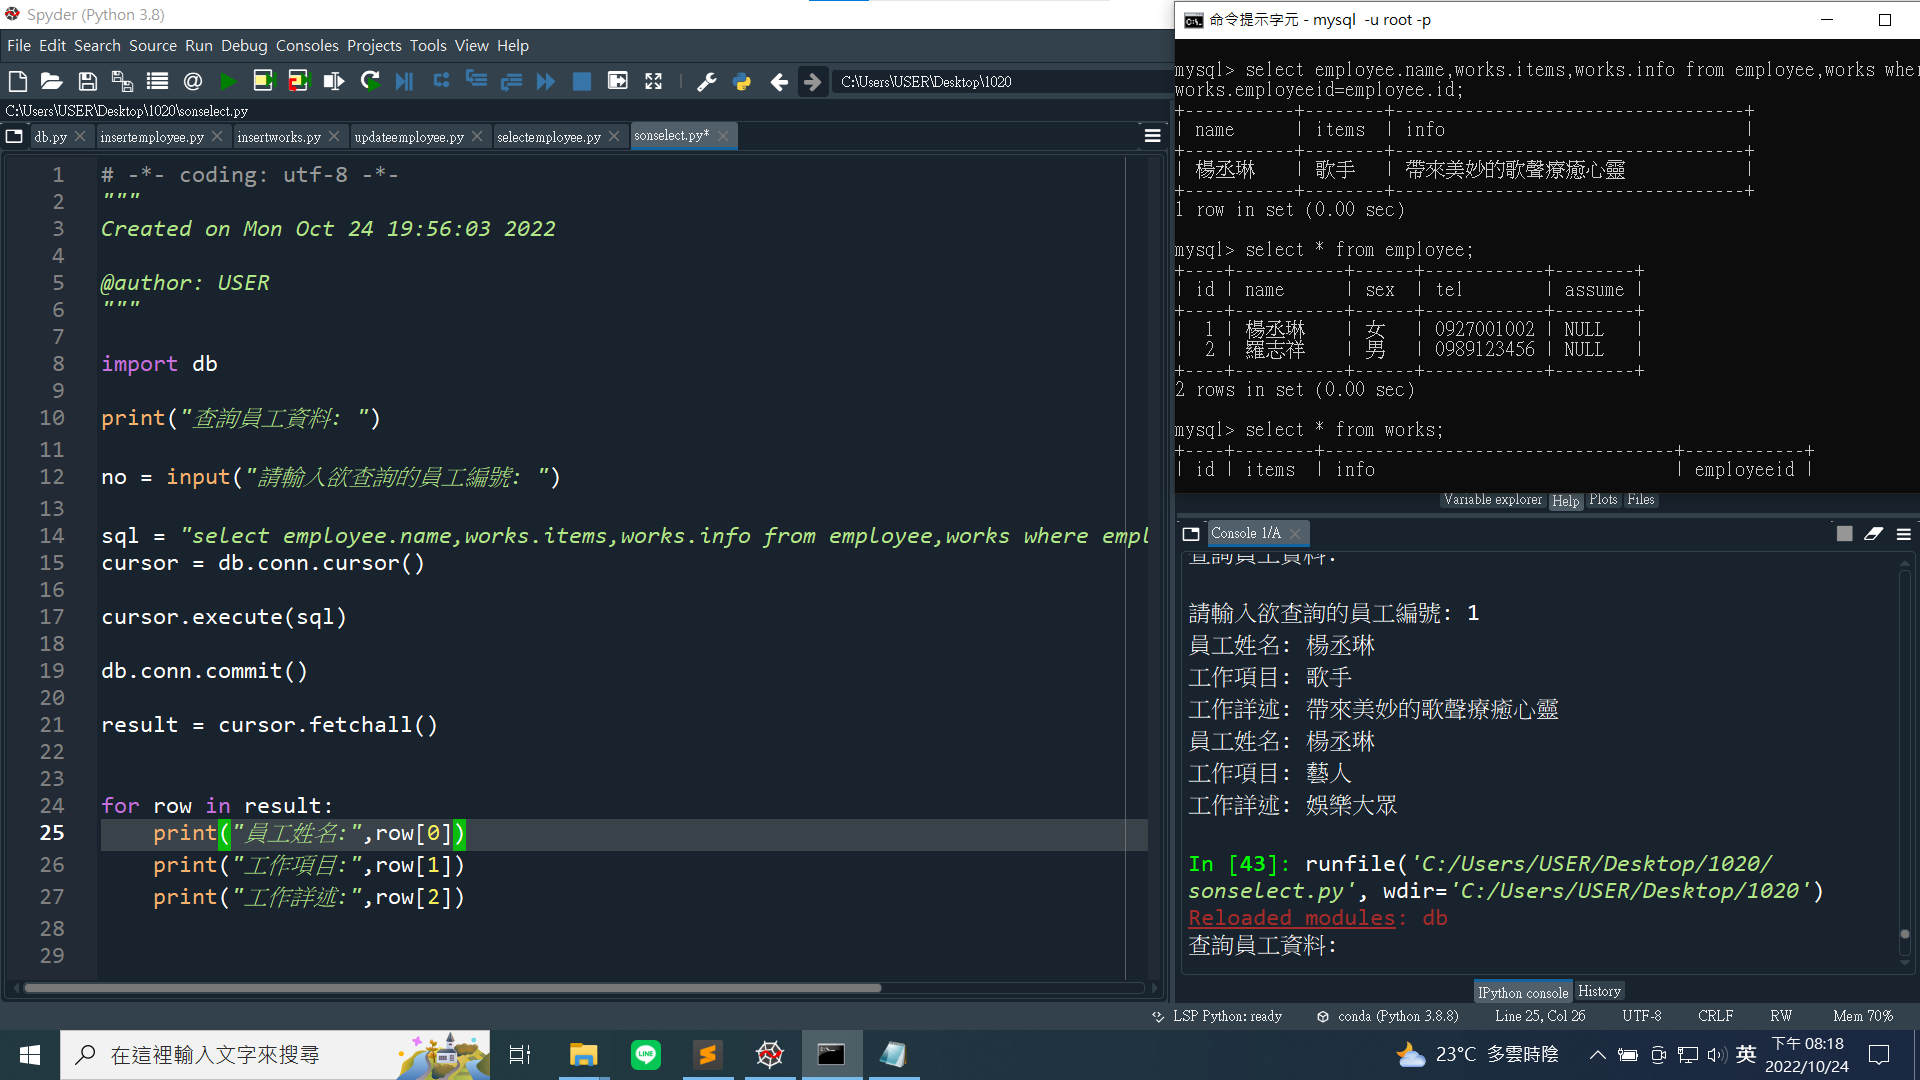 Spyder (Python 3.8)
File Edit Search Source Run Debug Consoles Projects Tools View Help
C:\Users\USER\Desktop\1020
C:\Users\USER\Desktop\1020\sonselect.py
db.py insertemployee.py insertworks.py updateemployee.py selectemployee.py sonselect.py*
1 # -*- coding: utf-8 -*-
2 """
3 Created on Mon Oct 24 19:56:03 2022
4
5 @author: USER
6 """
7
8 import db
9
10 print("查詢員工資料: ")
11
12 no = input("請輸入欲查詢的員工編號: ")
13
14 sql = "select employee.name,works.items,works.info from employee,works where empl
15 cursor = db.conn.cursor()
16
17 cursor.execute(sql)
18
19 db.conn.commit()
20
21 result = cursor.fetchall()
22
23
24 for row in result:
25     print("員工姓名:",row[0])
26     print("工作項目:",row[1])
27     print("工作詳述:",row[2])
28
29
命令提示字元 - mysql  -u root -p
mysql> select employee.name,works.items,works.info from employee,works wher
works.employeeid=employee.id;
+-----------+--------+-----------------------------------+
| name      | items  | info                              |
+-----------+--------+-----------------------------------+
| 楊丞琳    | 歌手   | 帶來美妙的歌聲療癒心靈            |
+-----------+--------+-----------------------------------+
1 row in set (0.00 sec)
mysql> select * from employee;
+----+-----------+------+------------+--------+
| id | name      | sex  | tel        | assume |
+----+-----------+------+------------+--------+
|  1 | 楊丞琳    | 女   | 0927001002 | NULL   |
|  2 | 羅志祥    | 男   | 0989123456 | NULL   |
+----+-----------+------+------------+--------+
2 rows in set (0.00 sec)
mysql> select * from works;
+----+--------+-----------------------------------+------------+
| id | items  | info                              | employeeid |
Variable explorer Help Plots Files
Console 1/A
查詢員工資料:
請輸入欲查詢的員工編號: 1
員工姓名: 楊丞琳
工作項目: 歌手
工作詳述: 帶來美妙的歌聲療癒心靈
員工姓名: 楊丞琳
工作項目: 藝人
工作詳述: 娛樂大眾
In [43]: runfile('C:/Users/USER/Desktop/1020/
sonselect.py', wdir='C:/Users/USER/Desktop/1020')
Reloaded modules: db
查詢員工資料:
IPython console History
LSP Python: ready conda (Python 3.8.8) Line 25, Col 26 UTF-8 CRLF RW Mem 70%
在這裡輸入文字來搜尋
LINE
23°C 多雲時陰
英
下午 08:18
2022/10/24